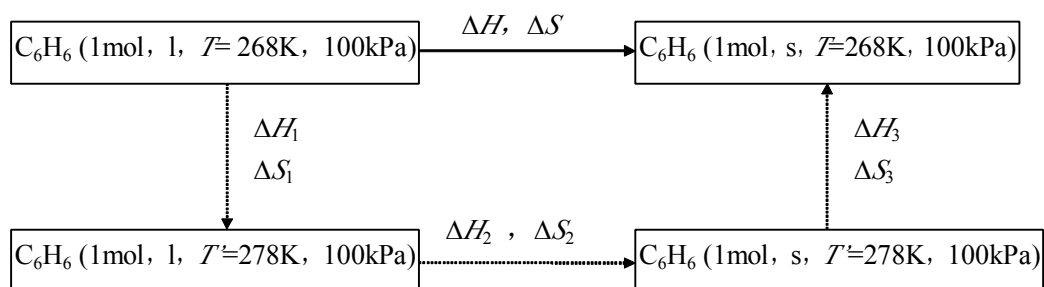 C₆H₆ (1mol，l，T=268K，100kPa)
ΔH，ΔS
C₆H₆ (1mol，s，T=268K，100kPa)
ΔH₁
ΔS₁
ΔH₃
ΔS₃
C₆H₆ (1mol，l，T'=278K，100kPa)
ΔH₂ ，ΔS₂
C₆H₆ (1mol，s，T'=278K，100kPa)